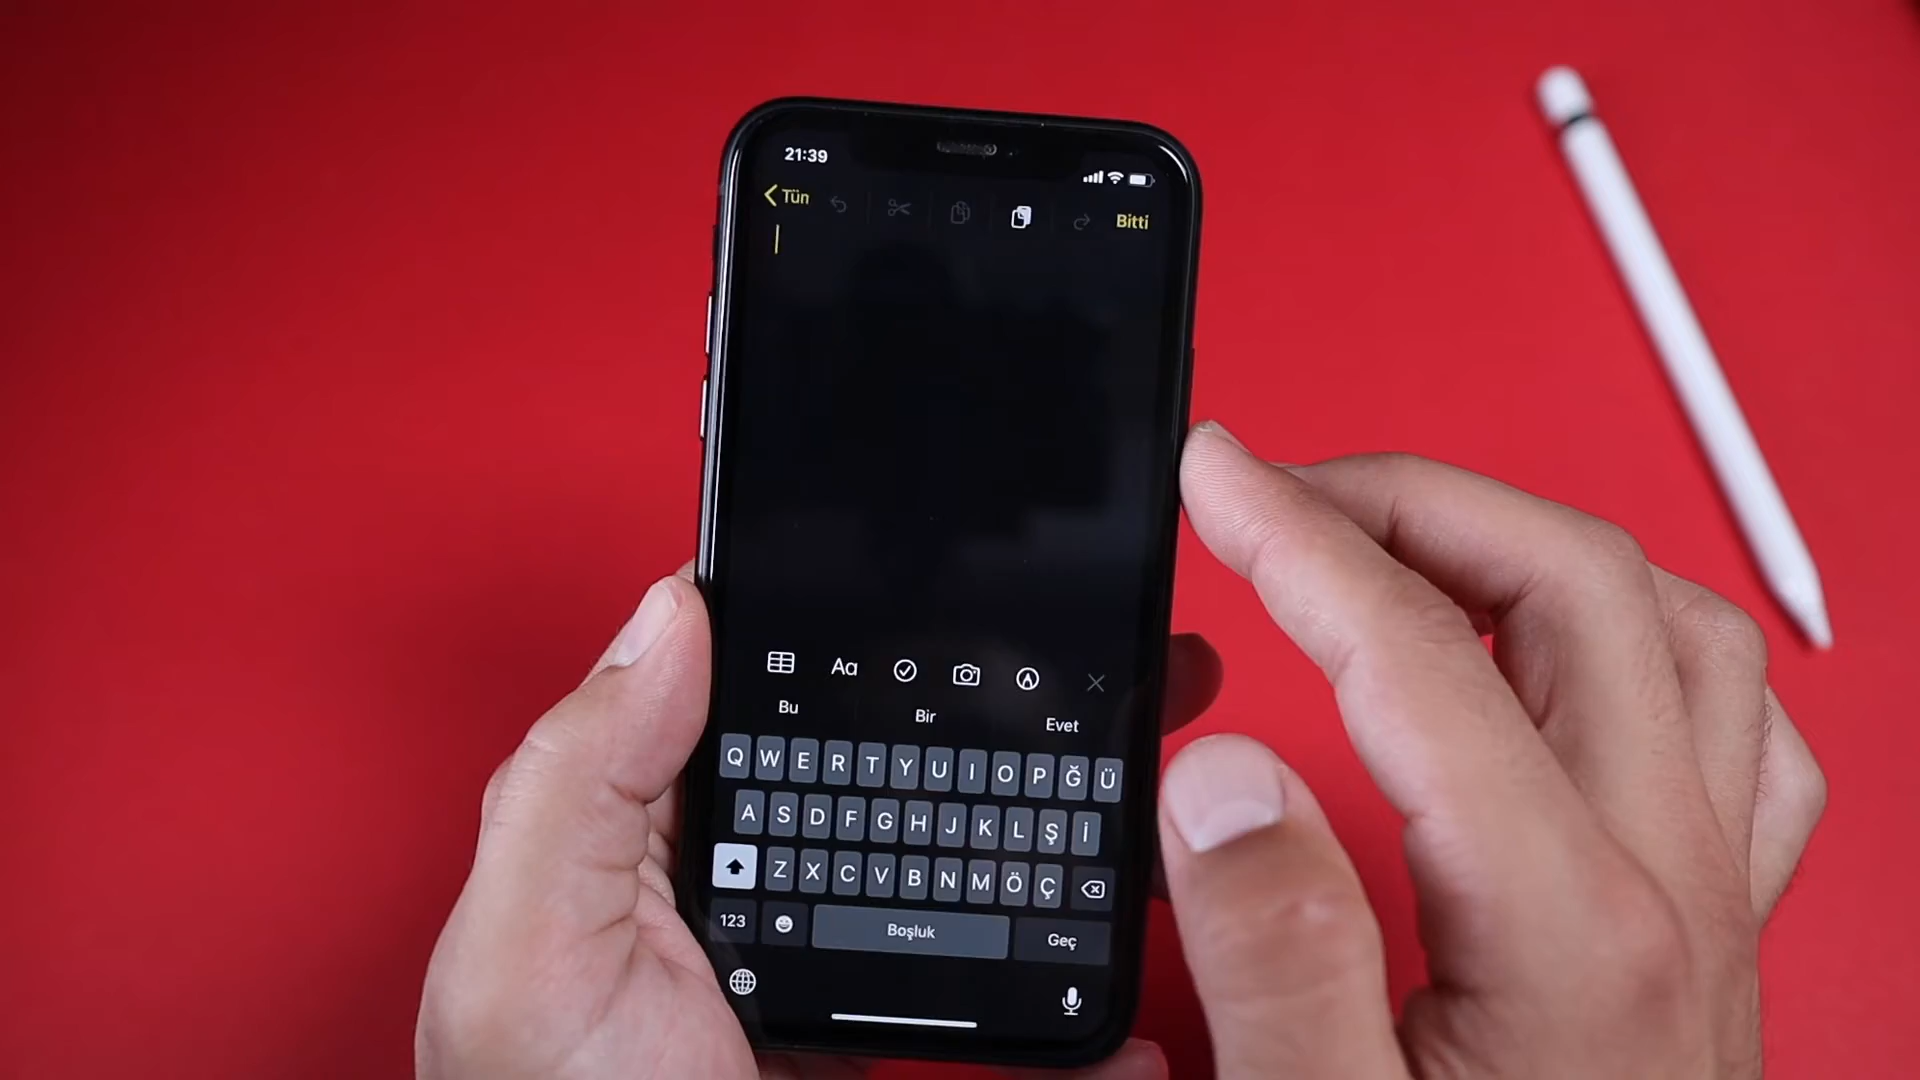 21:39
Tün
Bitti
Aa
Bu Bir Evet
Q W E R T Y U I O P Ğ Ü
A S D F G H J K L Ş İ
Z X C V B N M Ö Ç
123 Boşluk Geç